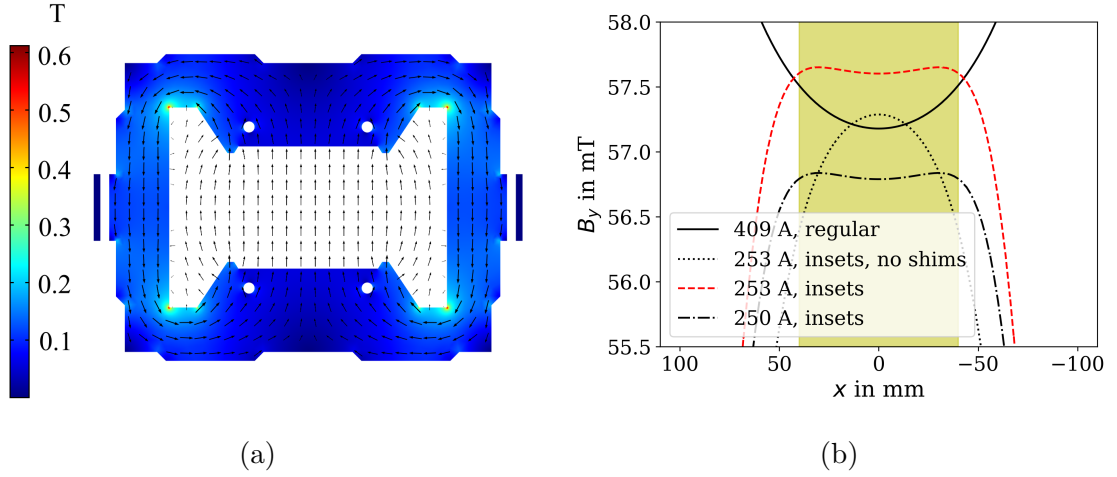 T
0.6
0.5
0.4
0.3
0.2
0.1
(a)
58.0
57.5
57.0
56.5
56.0
55.5
B_y in mT
409 A, regular
253 A, insets, no shims
253 A, insets
250 A, insets
100 50 0 −50 −100
x in mm
(b)